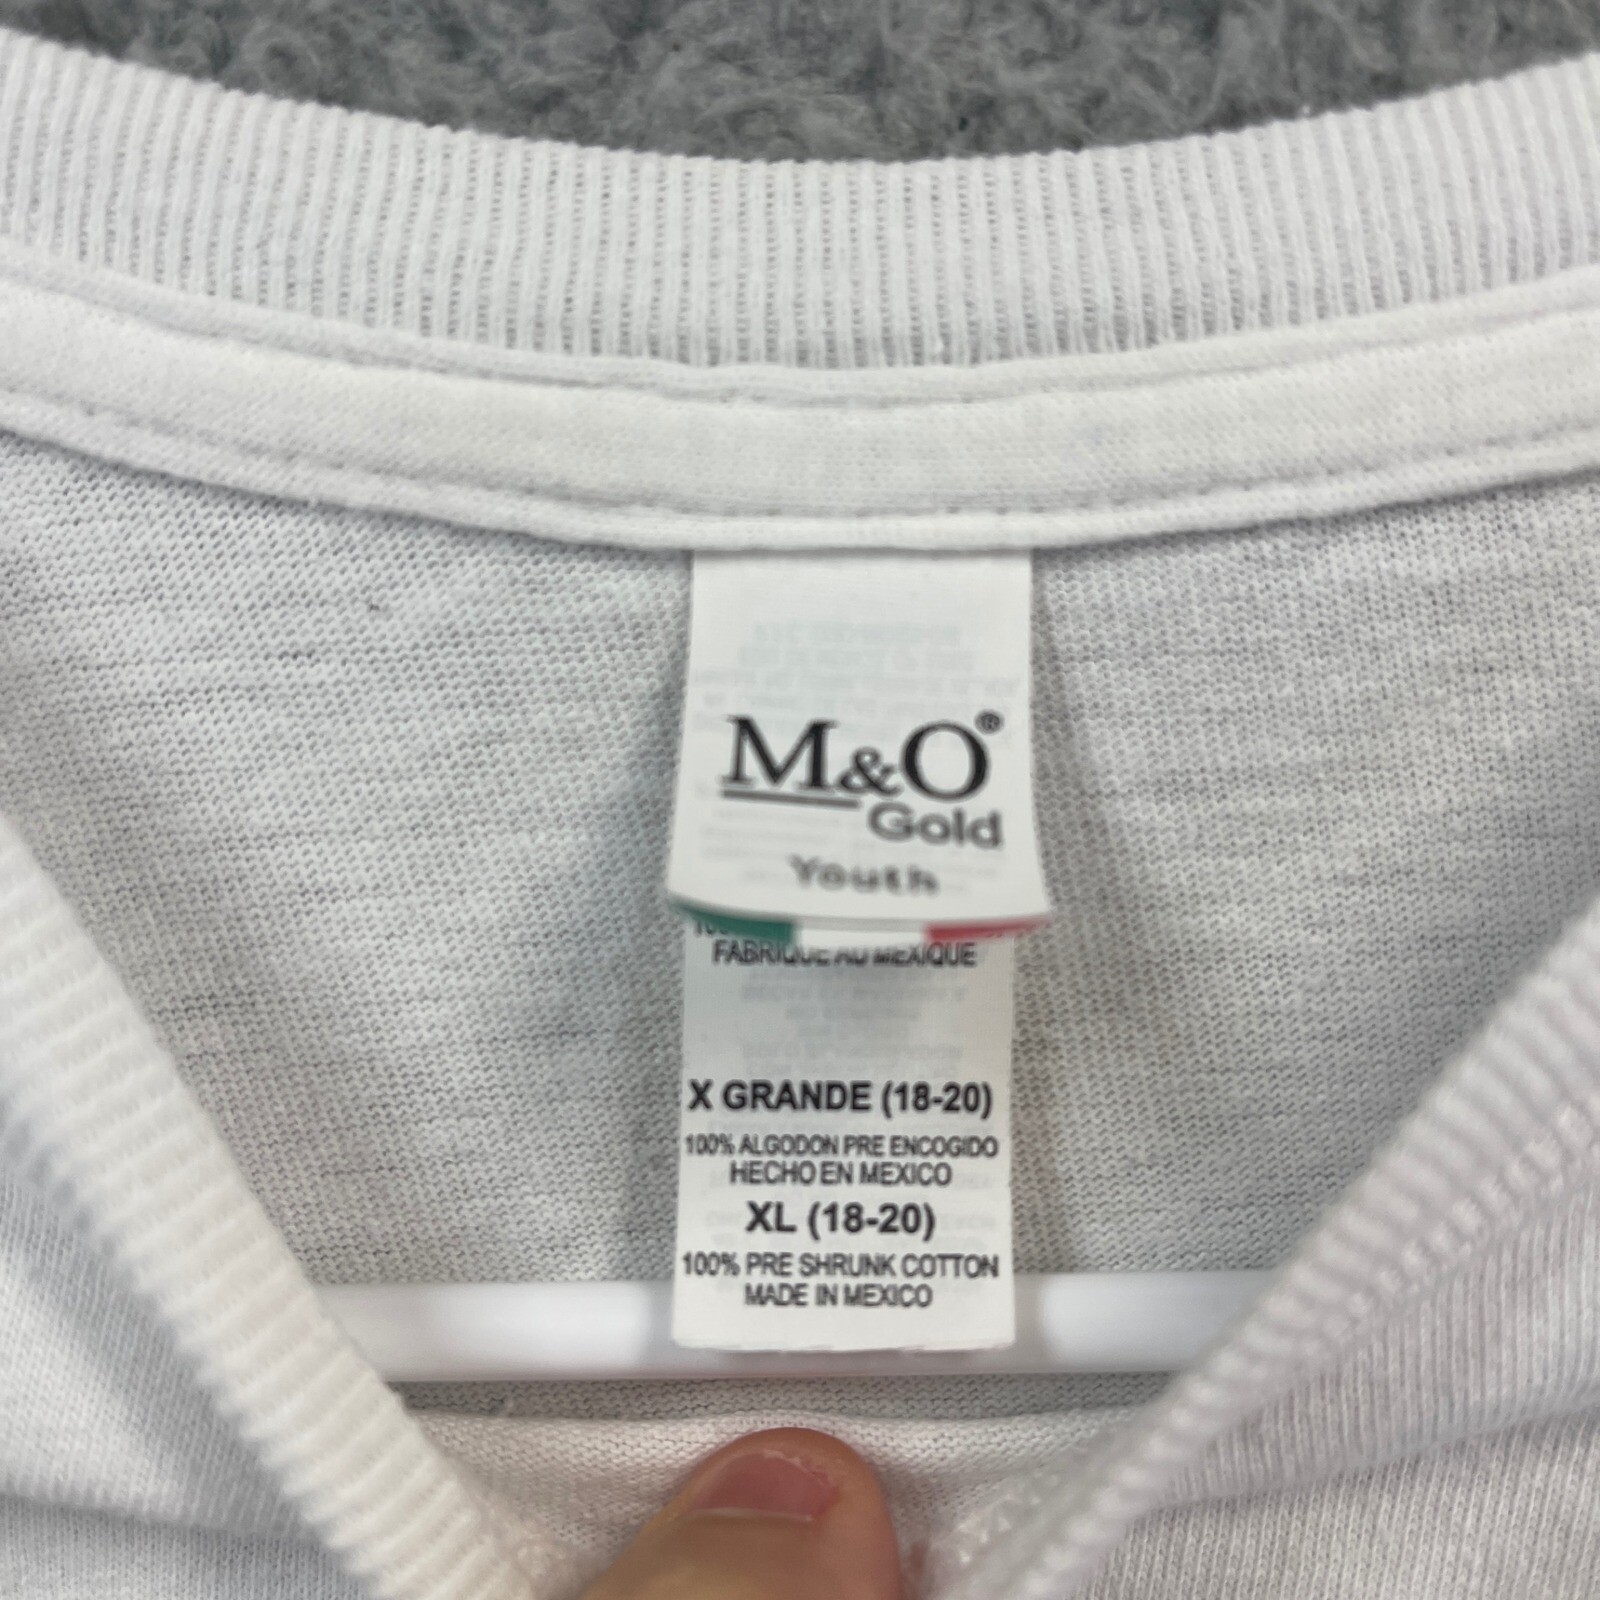 M&O®
Gold
Youth
FABRIQUE AU MEXIQUE
X GRANDE (18-20)
100% ALGODON PRE ENCOGIDO
HECHO EN MEXICO
XL (18-20)
100% PRE SHRUNK COTTON
MADE IN MEXICO